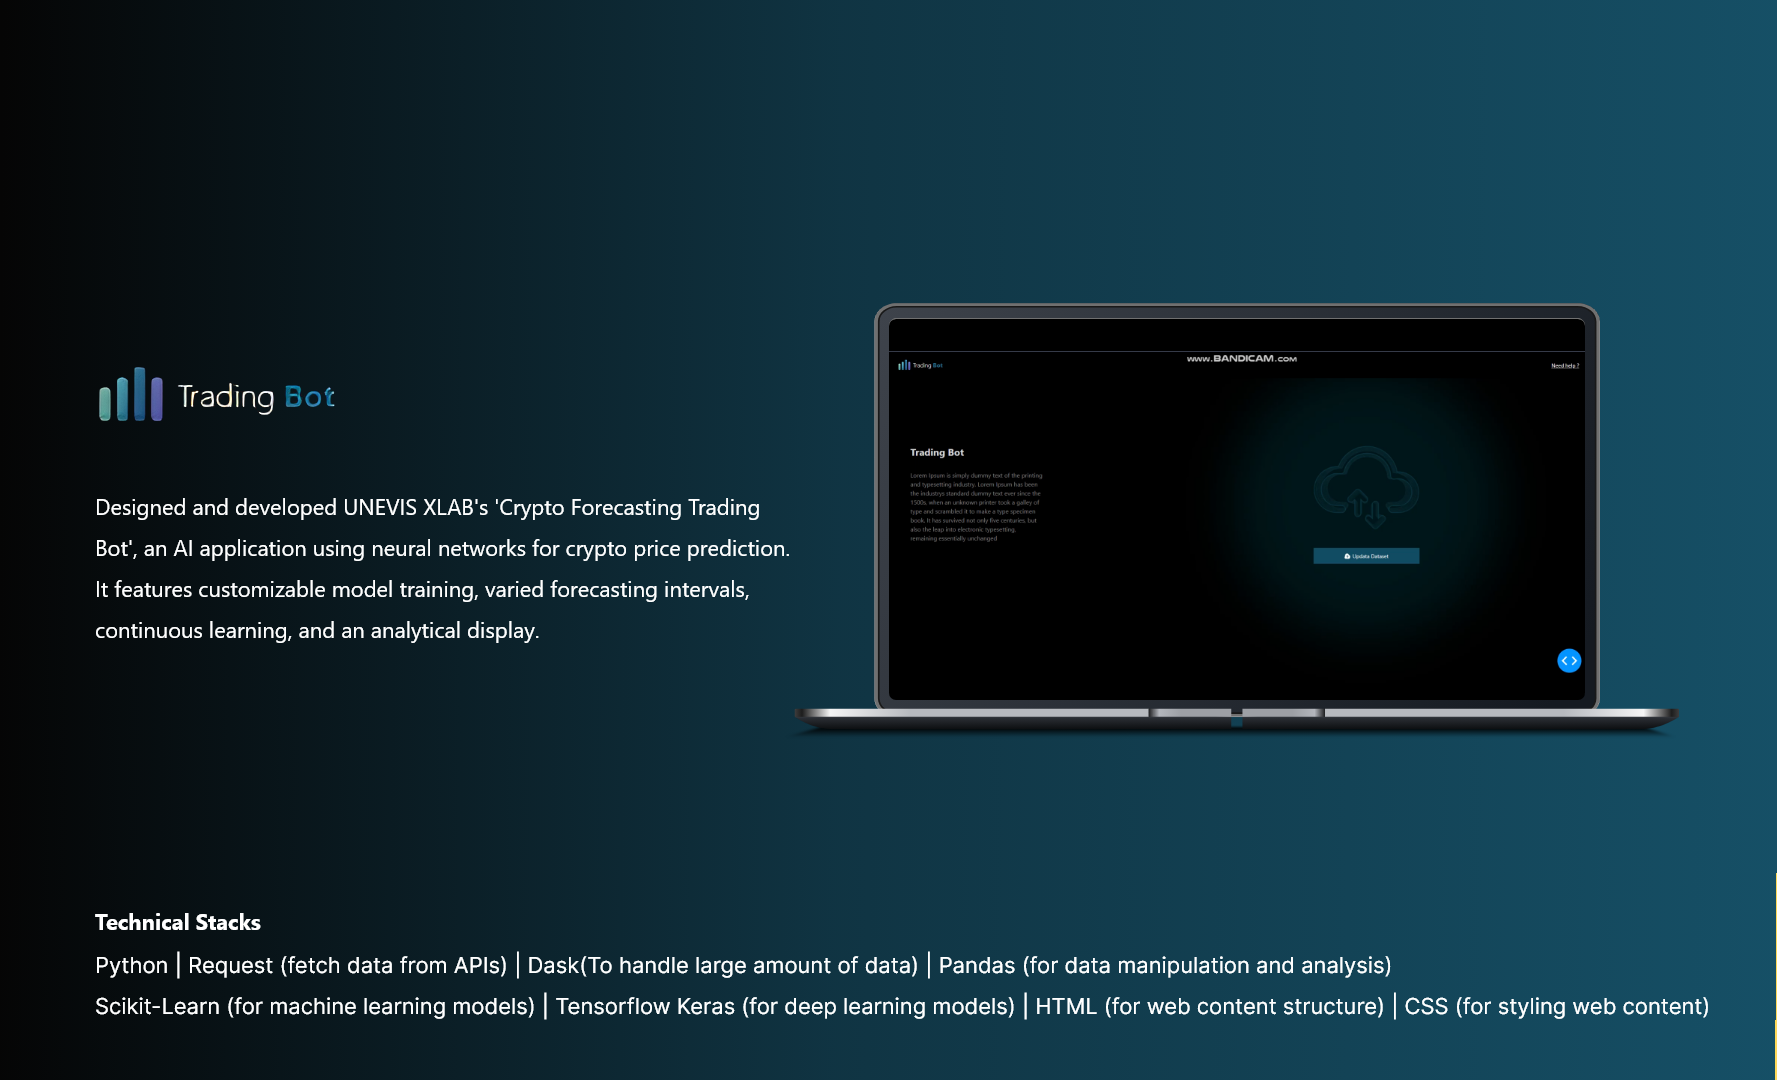 Trading Bot
Designed and developed UNEVIS XLAB's 'Crypto Forecasting Trading
Bot', an AI application using neural networks for crypto price prediction.
It features customizable model training, varied forecasting intervals,
continuous learning, and an analytical display.
www.BANDICAM.com
Trading Bot
Need help ?
Trading Bot
Lorem Ipsum is simply dummy text of the printing
and typesetting industry. Lorem Ipsum has been
the industrys standard dummy text ever since the
1500s, when an unknown printer took a galley of
type and scrambled it to make a type specimen
book. It has survived not only five centuries, but
also the leap into electronic typesetting,
remaining essentially unchanged
Updata Dataset
Technical Stacks
Python | Request (fetch data from APIs) | Dask(To handle large amount of data) | Pandas (for data manipulation and analysis)
Scikit-Learn (for machine learning models) | Tensorflow Keras (for deep learning models) | HTML (for web content structure) | CSS (for styling web content)